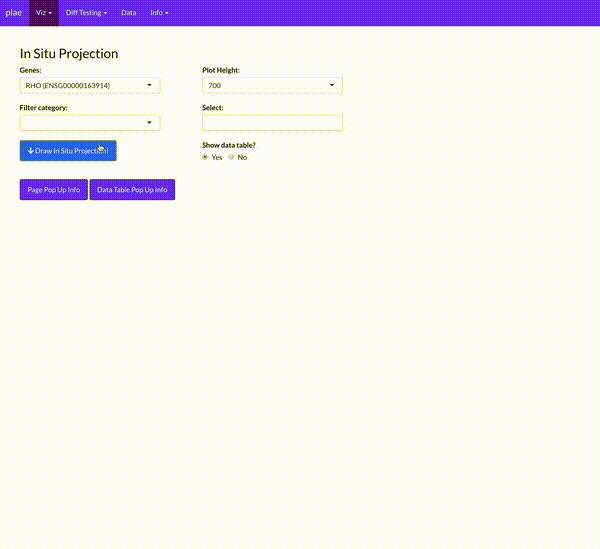 plae Viz Diff Testing Data Info
In Situ Projection
Genes: Plot Height:
RHO (ENSG00000163914) 700
Filter category: Select:
Draw In Situ Projection! Show data table?
Yes No
Page Pop Up Info Data Table Pop Up Info